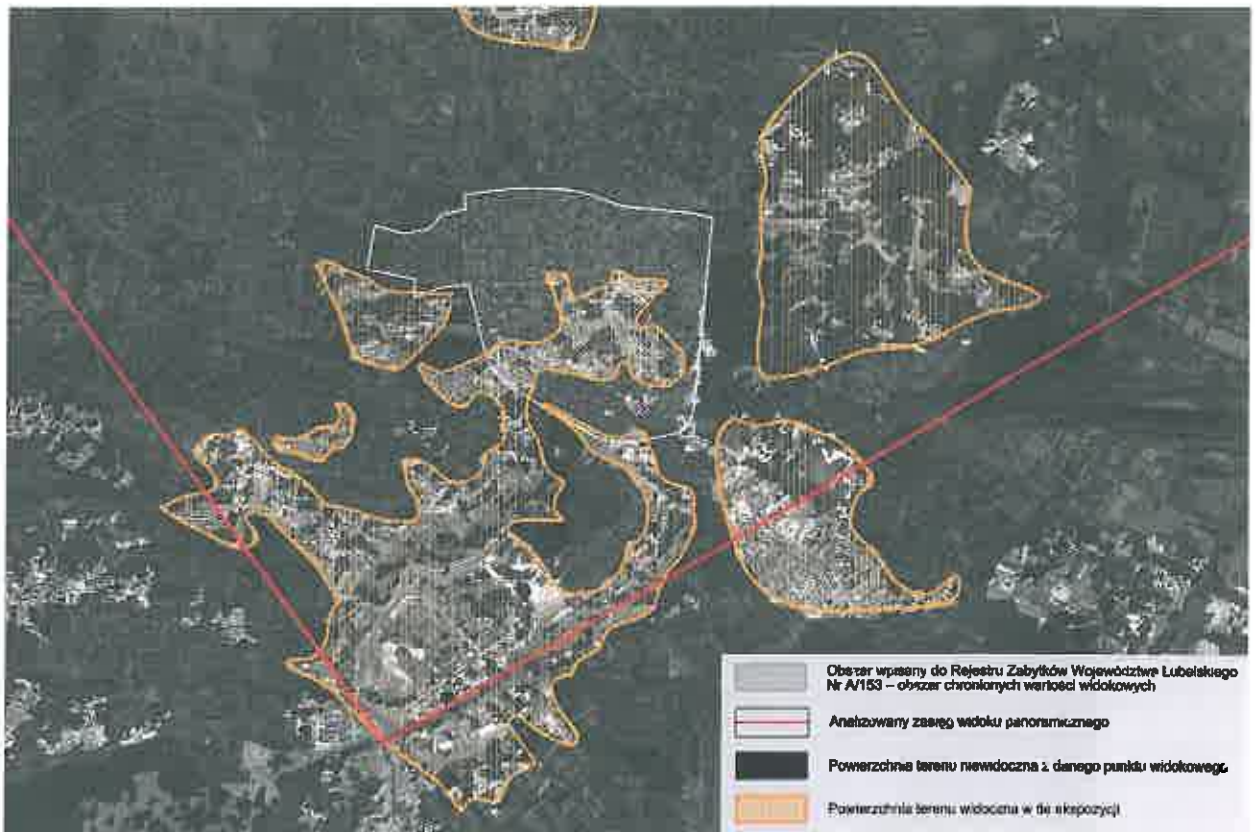 Obszar wpisany do Rejestru Zabytków Województwa Lubelskiego
Nr A/153 – obszar chronionych wartości widokowych
Analizowany zasięg widoku panoramicznego
Powierzchnia terenu niewidoczna z danego punktu widokowego
Powierzchnia terenu widoczna w tle ekspozycji